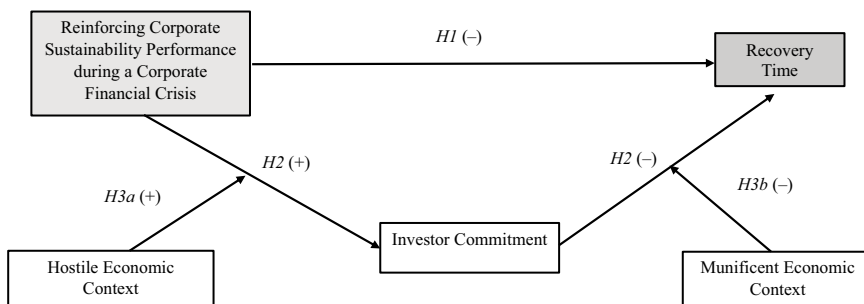 Reinforcing Corporate
Sustainability Performance
during a Corporate
Financial Crisis
H1 (–)
Recovery
Time
H2 (+)
H2 (–)
H3a (+)
H3b (–)
Investor Commitment
Hostile Economic
Context
Munificent Economic
Context